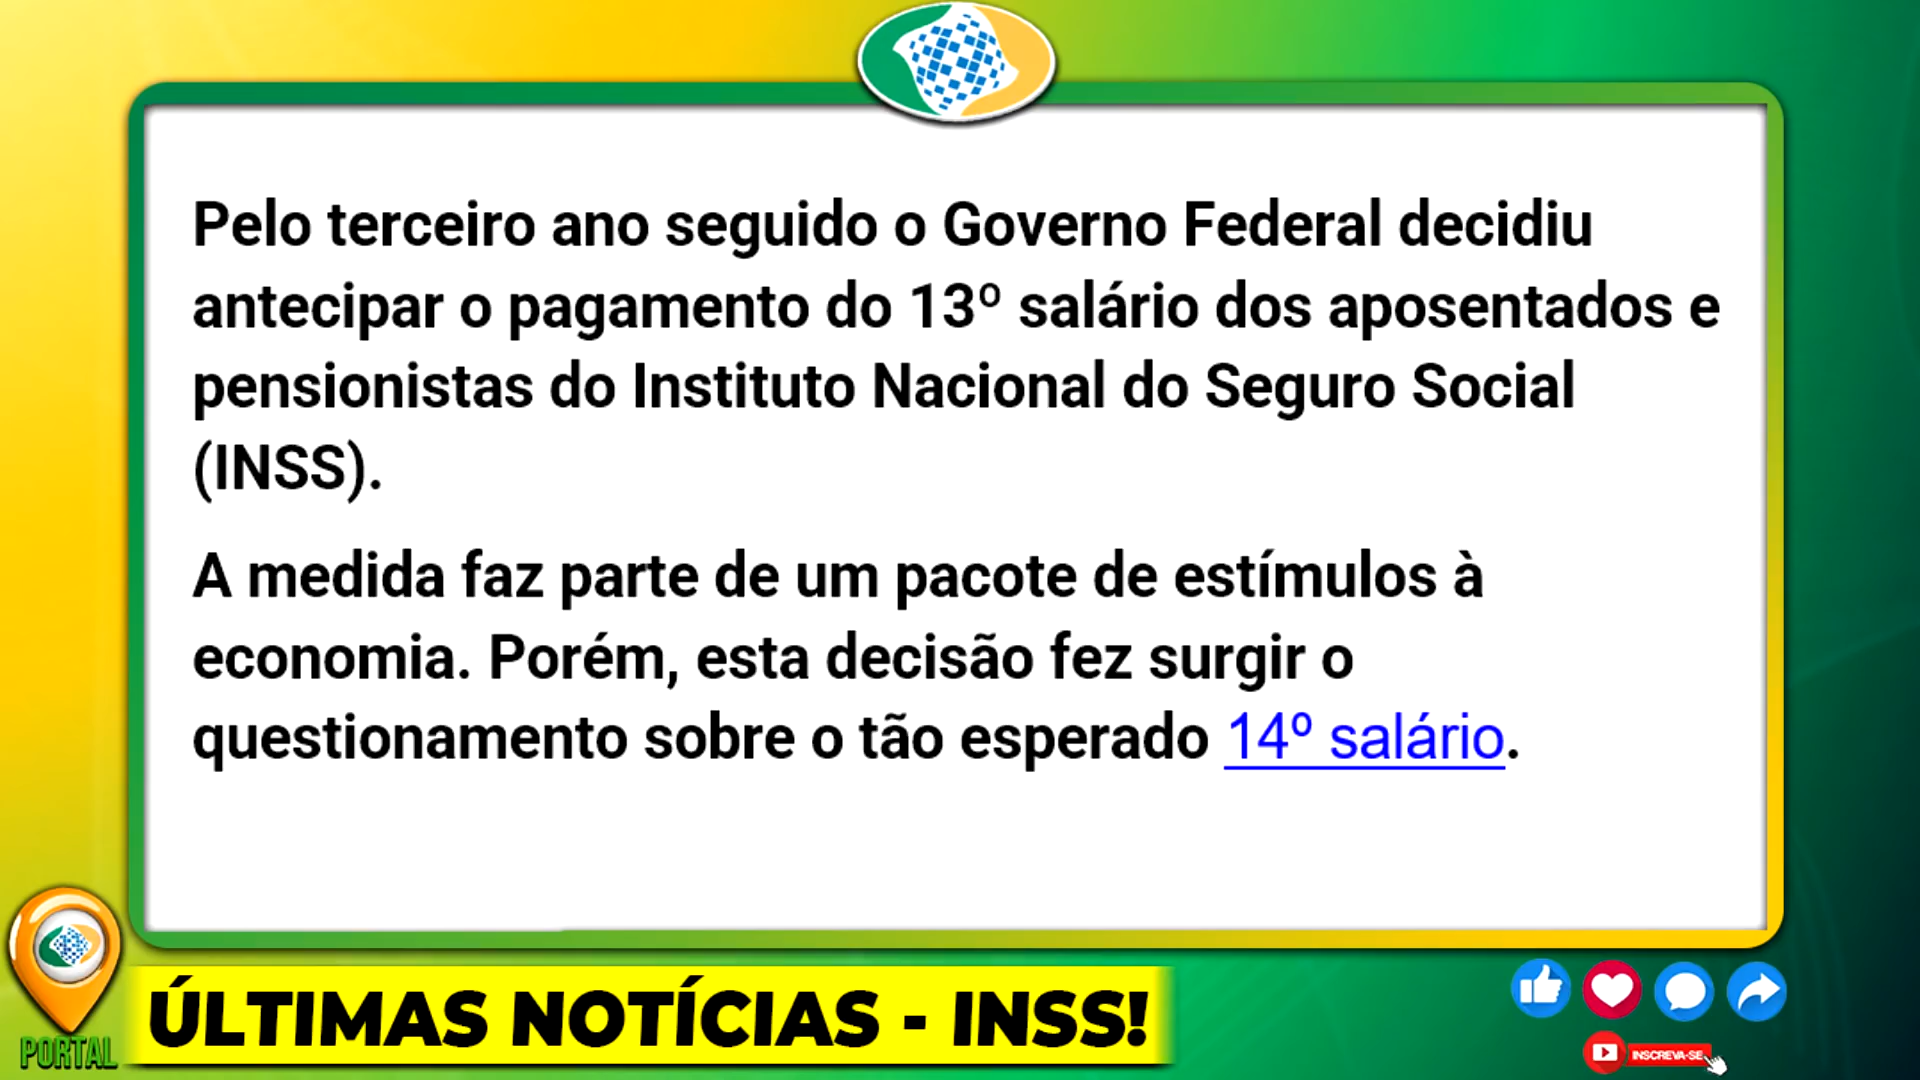 Pelo terceiro ano seguido o Governo Federal decidiu
antecipar o pagamento do 13º salário dos aposentados e
pensionistas do Instituto Nacional do Seguro Social
(INSS).
A medida faz parte de um pacote de estímulos à
economia. Porém, esta decisão fez surgir o
questionamento sobre o tão esperado 14º salário.
ÚLTIMAS NOTÍCIAS - INSS!
PORTAL
INSCREVA-SE